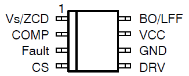 1
Vs/ZCD BO/LFF
COMP VCC
Fault GND
CS DRV